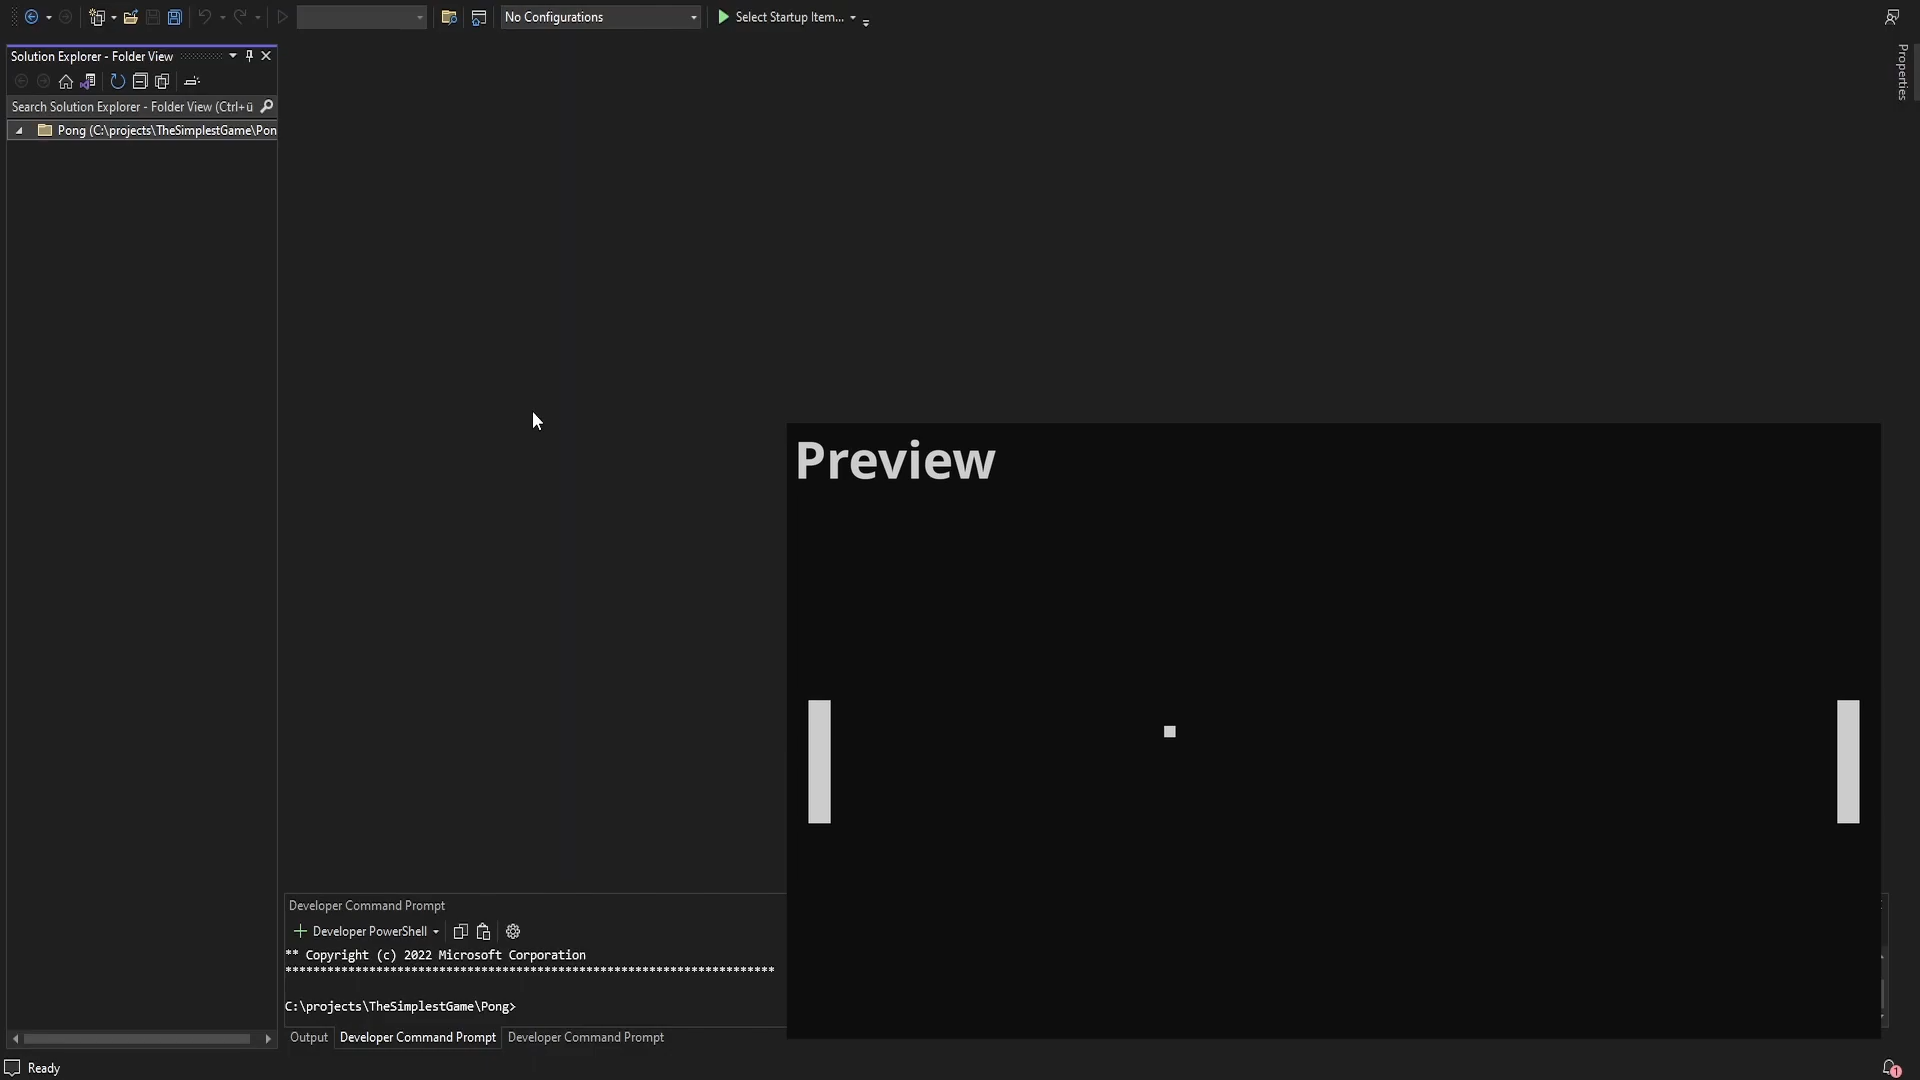 No Configurations
Select Startup Item...
Solution Explorer - Folder View
Properties
Search Solution Explorer - Folder View (Ctrl+ü
Pong (C:\projects\TheSimplestGame\Pon
Preview
Developer Command Prompt
Developer PowerShell
** Copyright (c) 2022 Microsoft Corporation
**********************************************************************
C:\projects\TheSimplestGame\Pong>
Output
Developer Command Prompt
Developer Command Prompt
Ready
1